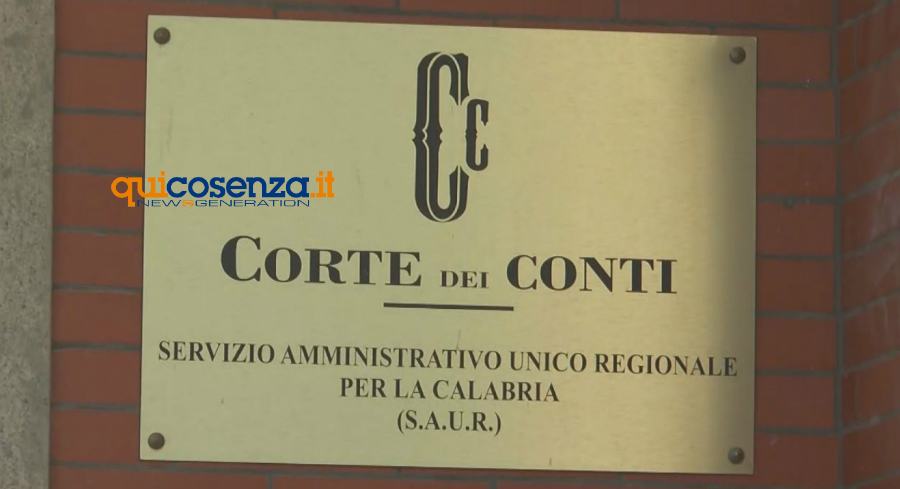 Cc
quicosenza.it
NEWSGENERATION
CORTE DEI CONTI
SERVIZIO AMMINISTRATIVO UNICO REGIONALE
PER LA CALABRIA
(S.A.U.R.)